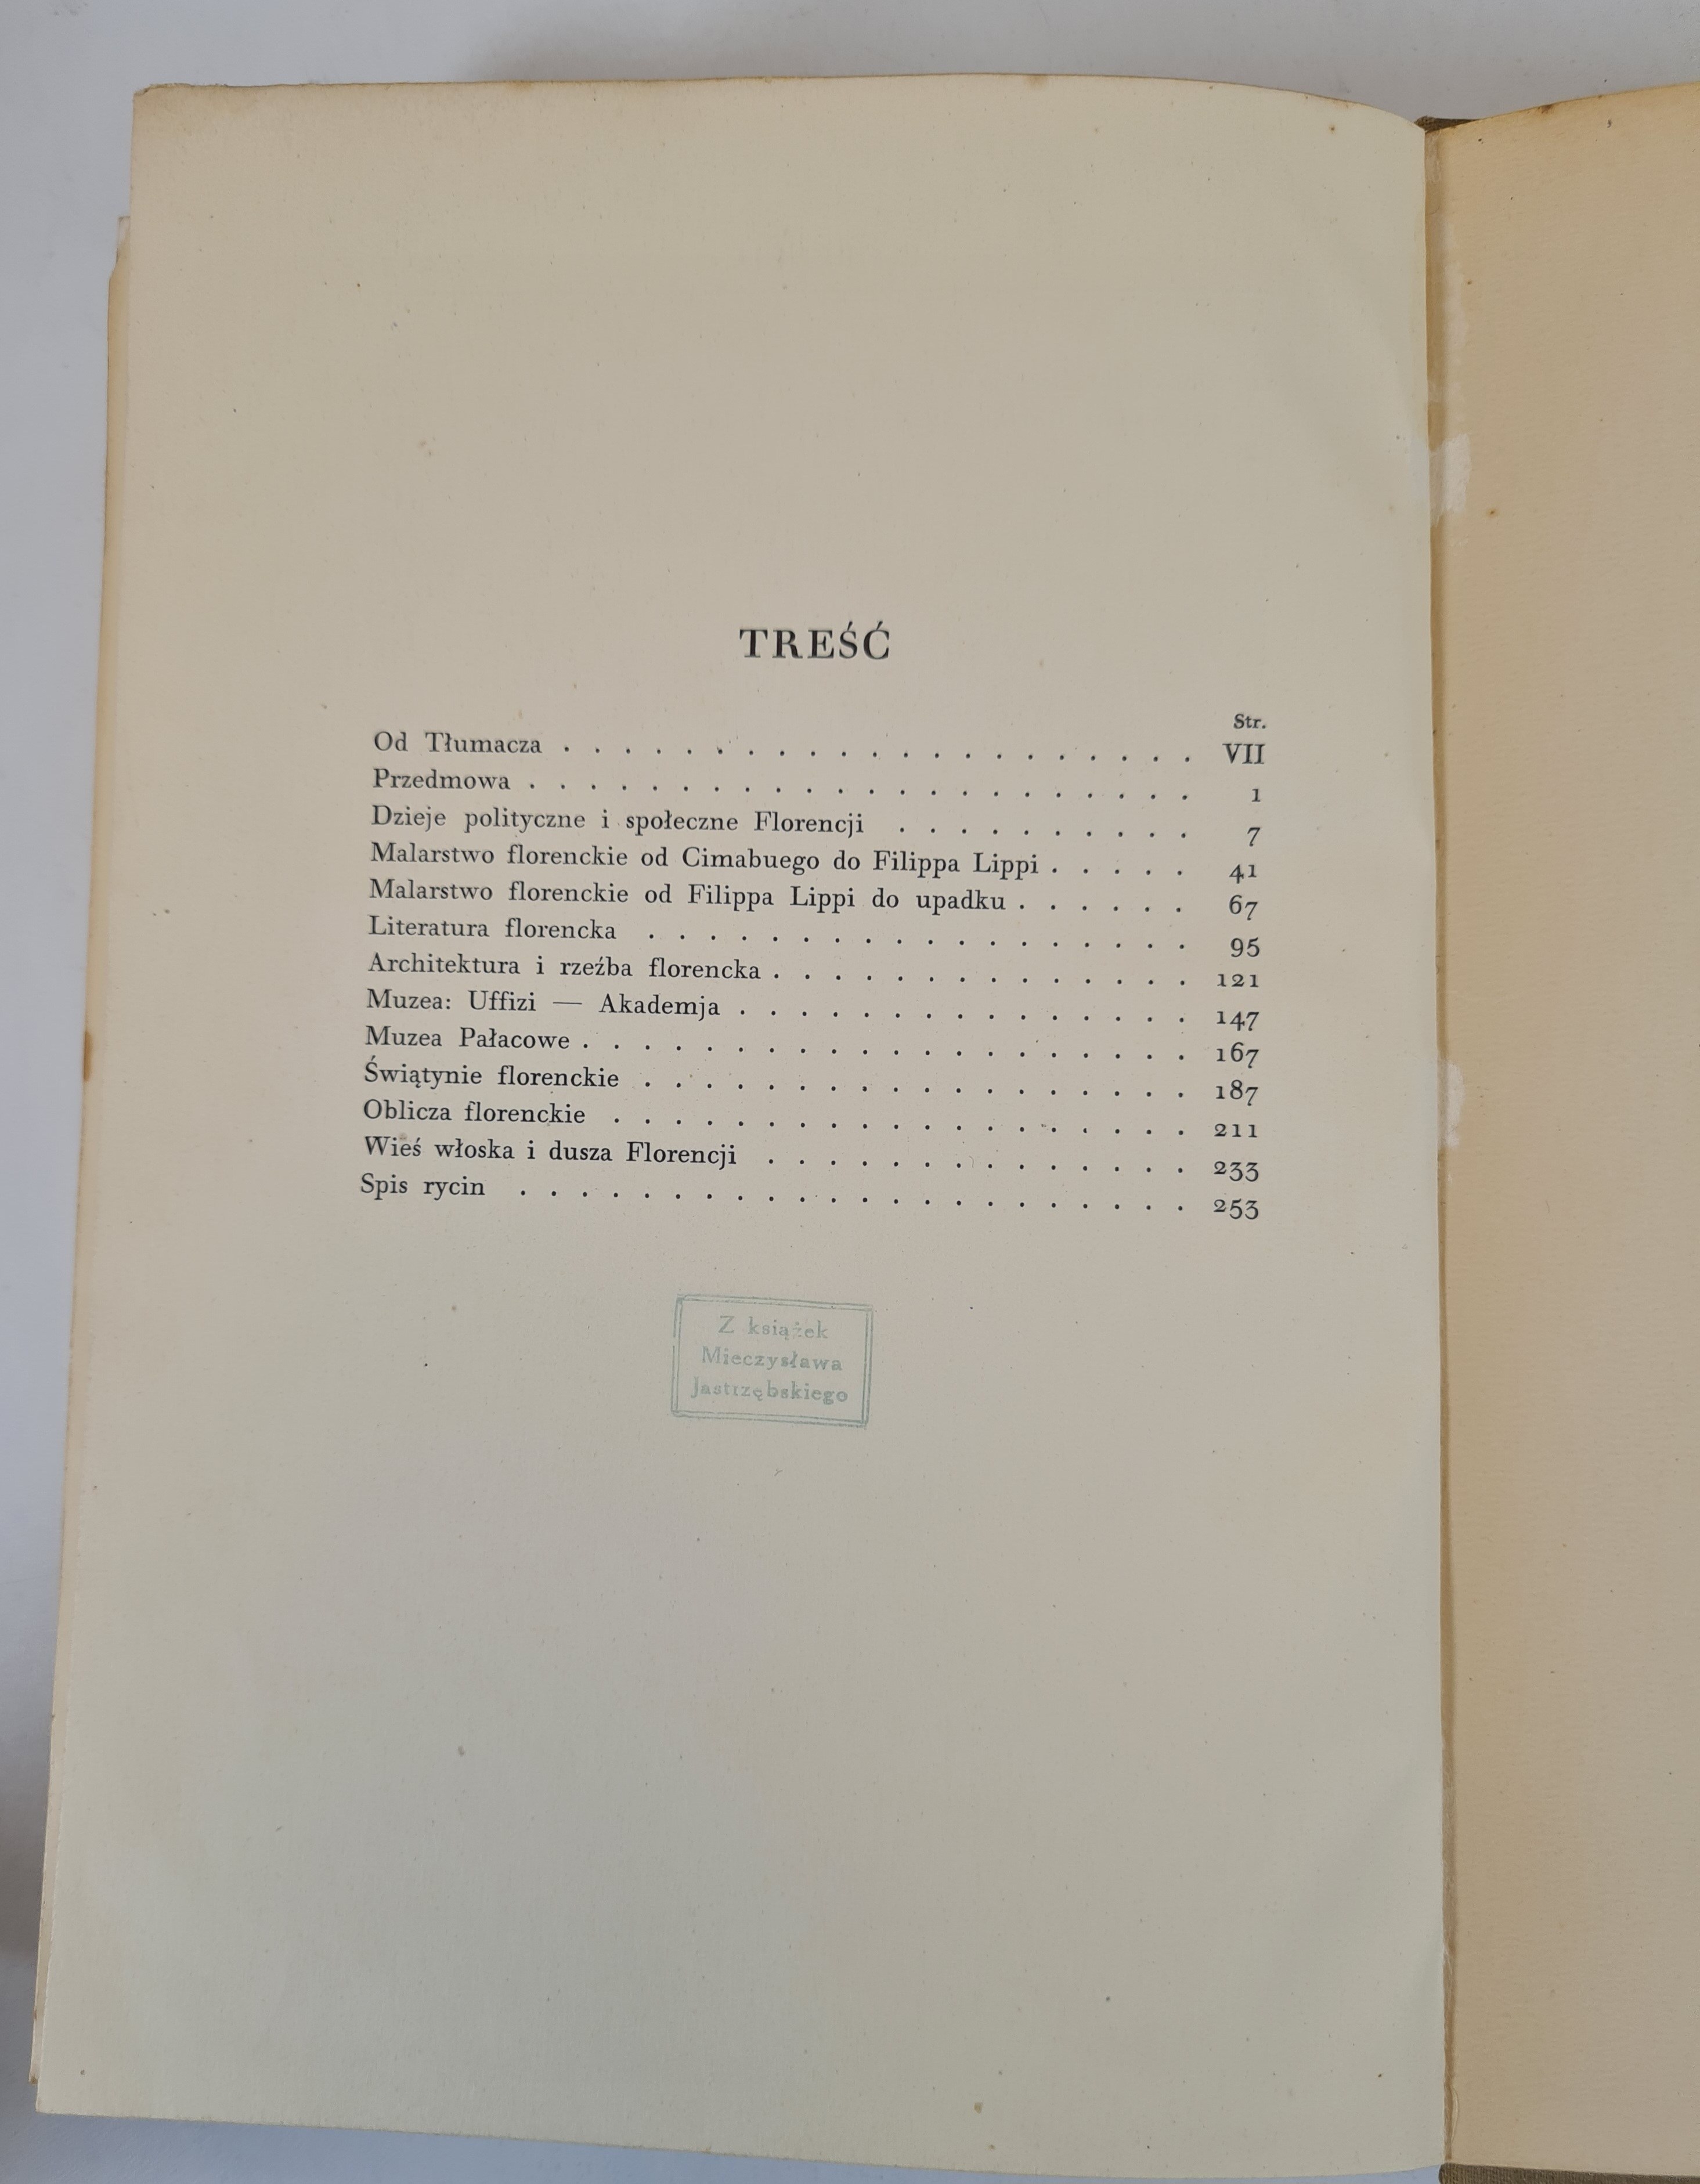 TREŚĆ
Str.
Od Tłumacza . . . . . . . . . . . . . . . . . . . . . VII
Przedmowa . . . . . . . . . . . . . . . . . . . . . . 1
Dzieje polityczne i społeczne Florencji . . . . . . . . . . 7
Malarstwo florenckie od Cimabuego do Filippa Lippi . . . . . 41
Malarstwo florenckie od Filippa Lippi do upadku . . . . . . 67
Literatura florencka . . . . . . . . . . . . . . . . . . 95
Architektura i rzeźba florencka . . . . . . . . . . . . . . 121
Muzea: Uffizi — Akademja . . . . . . . . . . . . . . . 147
Muzea Pałacowe . . . . . . . . . . . . . . . . . . . . 167
Świątynie florenckie . . . . . . . . . . . . . . . . . . 187
Oblicza florenckie . . . . . . . . . . . . . . . . . . . 211
Wieś włoska i dusza Florencji . . . . . . . . . . . . . . 233
Spis rycin . . . . . . . . . . . . . . . . . . . . . . 253
Z książek
Mieczysława
Jastrzębskiego